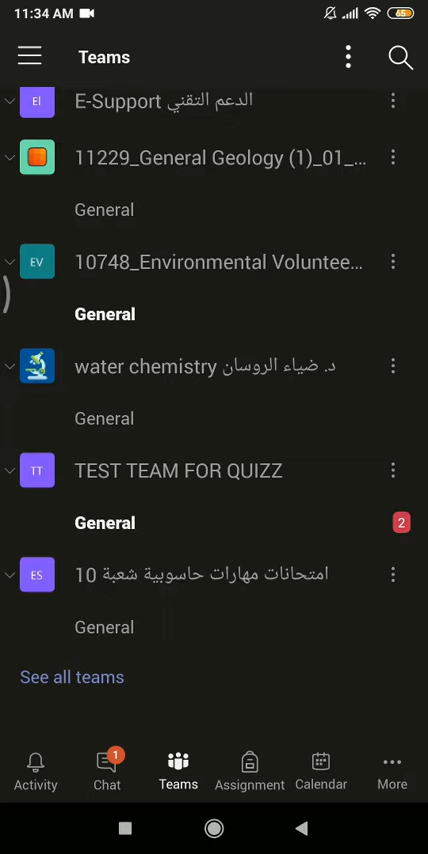 11:34 AM
65
Teams
EI
E-Support الدعم التقني
11229_General Geology (1)_01_...
General
EV
10748_Environmental Voluntee...
General
water chemistry د. ضياء الروسان
General
TT
TEST TEAM FOR QUIZZ
General
2
ES
امتحانات مهارات حاسوبية شعبة 10
General
See all teams
1
Activity
Chat
Teams
Assignment
Calendar
More